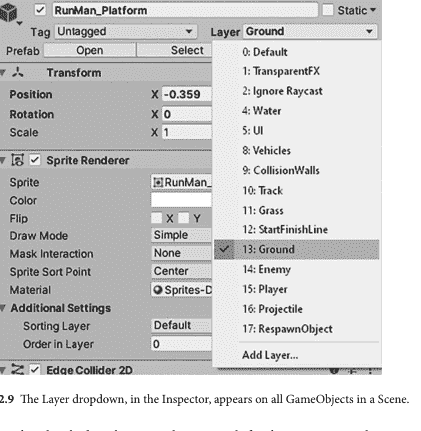 RunMan_Platform
Static
Tag Untagged
Layer Ground
Prefab Open Select
Transform
Position X -0.359
Rotation X 0
Scale X 1
Sprite Renderer
Sprite RunMan_
Color
Flip X Y
Draw Mode Simple
Mask Interaction None
Sprite Sort Point Center
Material Sprites-D
Additional Settings
Sorting Layer Default
Order in Layer 0
Edge Collider 2D
0: Default
1: TransparentFX
2: Ignore Raycast
4: Water
5: UI
8: Vehicles
9: CollisionWalls
10: Track
11: Grass
12: StartFinishLine
13: Ground
14: Enemy
15: Player
16: Projectile
17: RespawnObject
Add Layer...
2.9 The Layer dropdown, in the Inspector, appears on all GameObjects in a Scene.